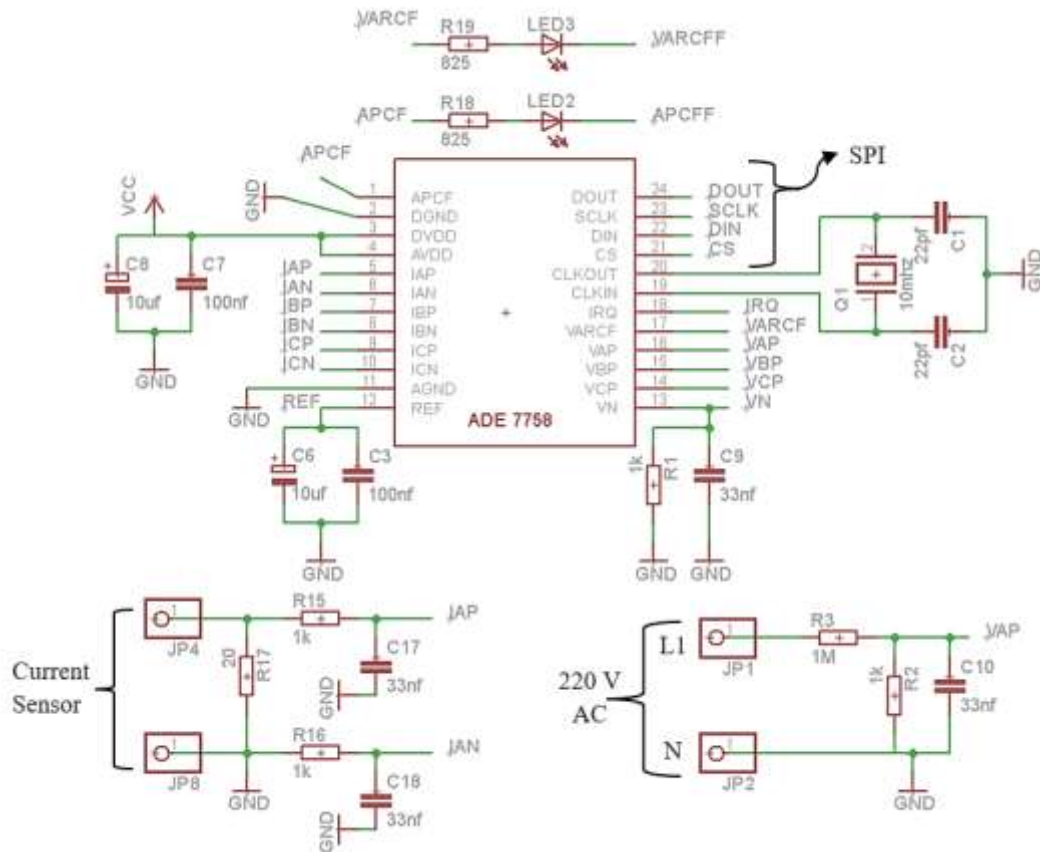 VARCF
R19
825
LED3
VARCFF
APCF
R18
825
LED2
APCFF
SPI
APCF
GND
VCC
C8
10uf
C7
100nf
GND
1 APCF
2 DGND
3 DVDD
4 AVDD
IAP 5 IAP
IAN 6 IAN
IBP 7 IBP
IBN 8 IBN
ICP 9 ICP
ICN 10 ICN
GND 11 AGND
REF 12 REF
DOUT 24 DOUT
SCLK 23 SCLK
DIN 22 DIN
CS 21 CS
CLKOUT 20
CLKIN 19
IRQ 18 IRQ
VARCF 17 VARCF
VAP 16 VAP
VBP 15 VBP
VCP 14 VCP
VN 13 VN
ADE 7758
2
1
Q1
10mhz
22pf
C1
22pf
C2
GND
C6
10uf
C3
100nf
GND
1k
R1
C9
33nf
GND
GND
Current
Sensor
1
JP4
R15
1k
IAP
C17
33nf
GND
20
R17
1
JP8
R16
1k
IAN
GND
C18
33nf
GND
220 V
AC
L1
1
JP1
R3
1M
VAP
1k
R2
C10
33nf
N
1
JP2
GND